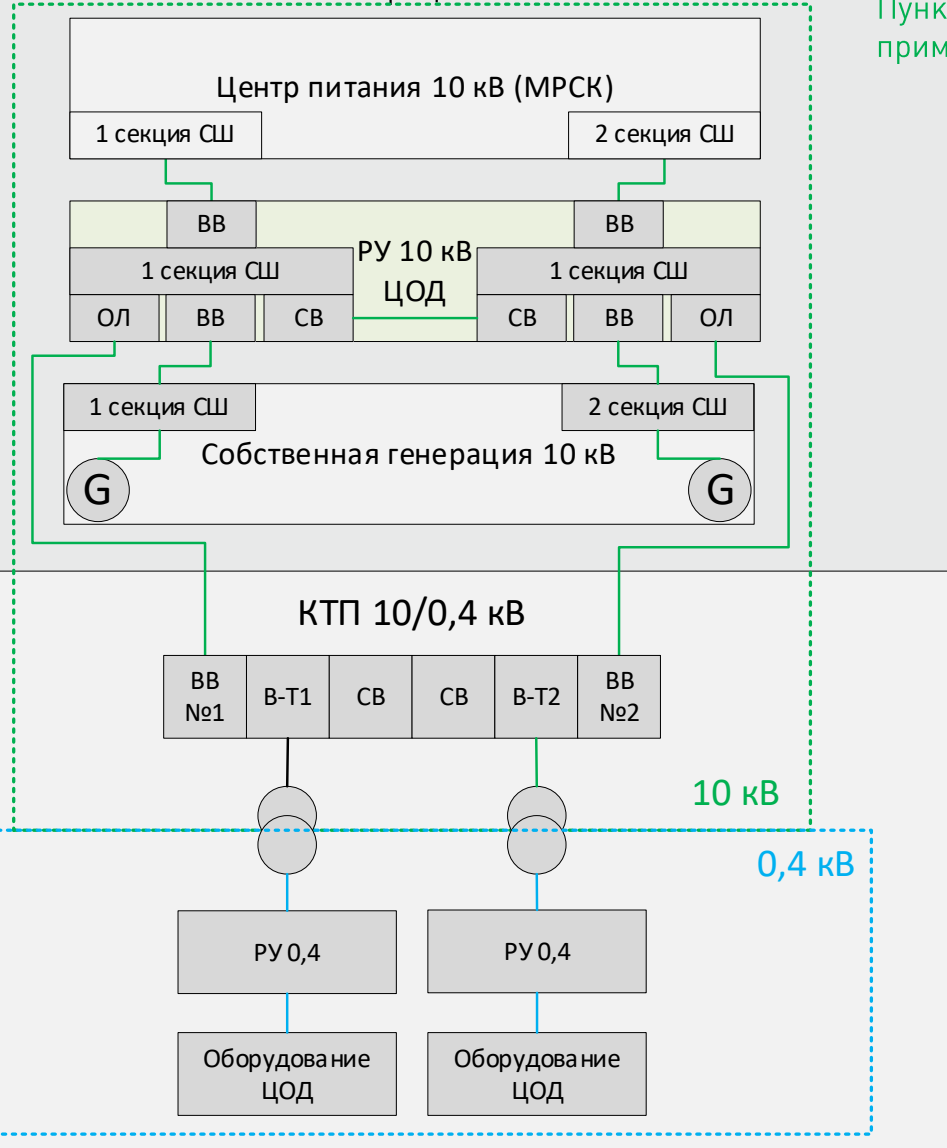 Пунк
прим
Центр питания 10 кВ (МРСК)
1 секция СШ
2 секция СШ
ВВ
ВВ
РУ 10 кВ
ЦОД
1 секция СШ
1 секция СШ
ОЛ
ВВ
СВ
СВ
ВВ
ОЛ
1 секция СШ
2 секция СШ
Собственная генерация 10 кВ
G
G
КТП 10/0,4 кВ
ВВ
№1
В-Т1
СВ
СВ
В-Т2
ВВ
№2
10 кВ
0,4 кВ
РУ 0,4
РУ 0,4
Оборудование
ЦОД
Оборудование
ЦОД